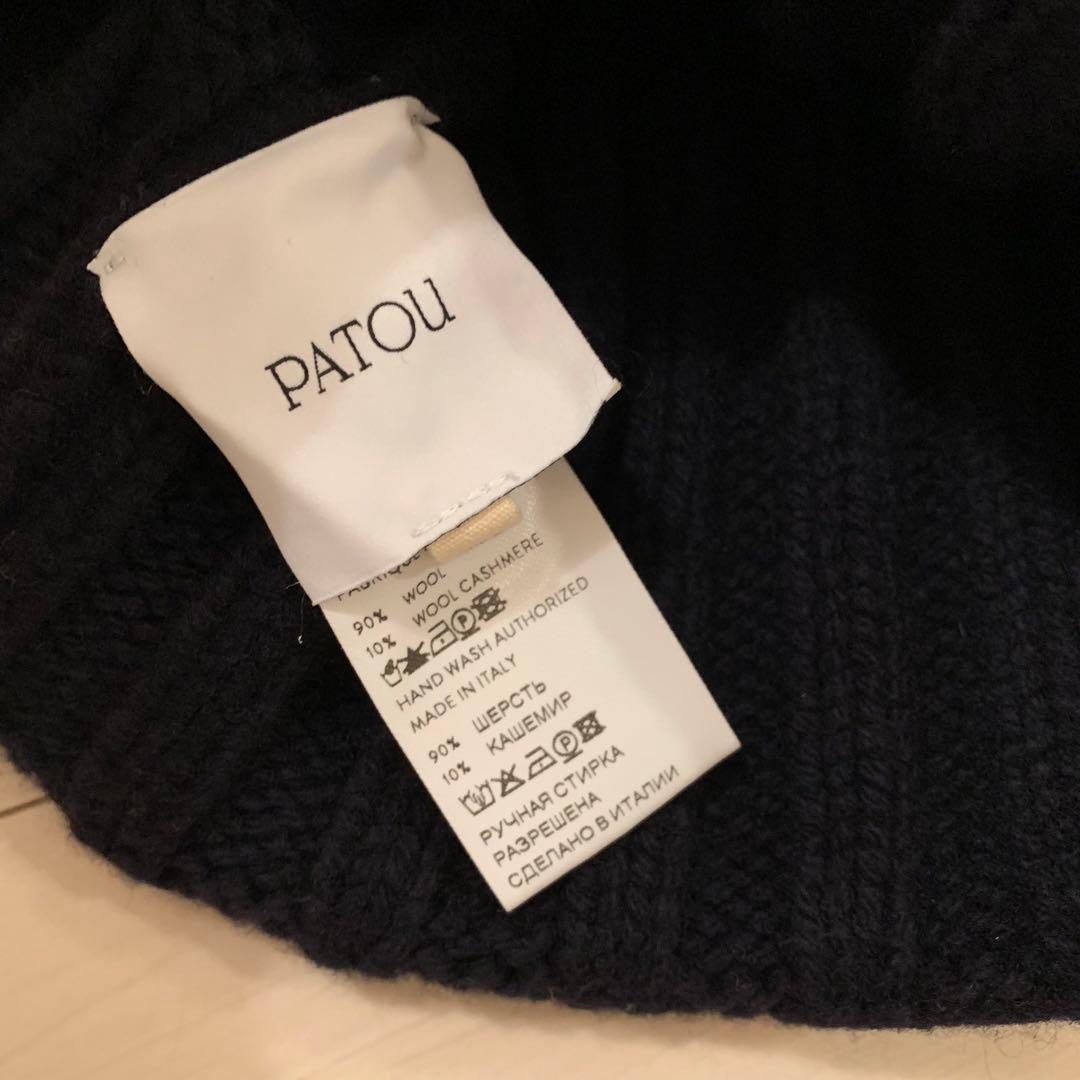 PATOU
90% WOOL
10% WOOL CASHMERE
HAND WASH AUTHORIZED
MADE IN ITALY
90% ШЕРСТЬ
10% КАШЕМИР
РУЧНАЯ СТИРКА
РАЗРЕШЕНА
СДЕЛАНО В ИТАЛИИ